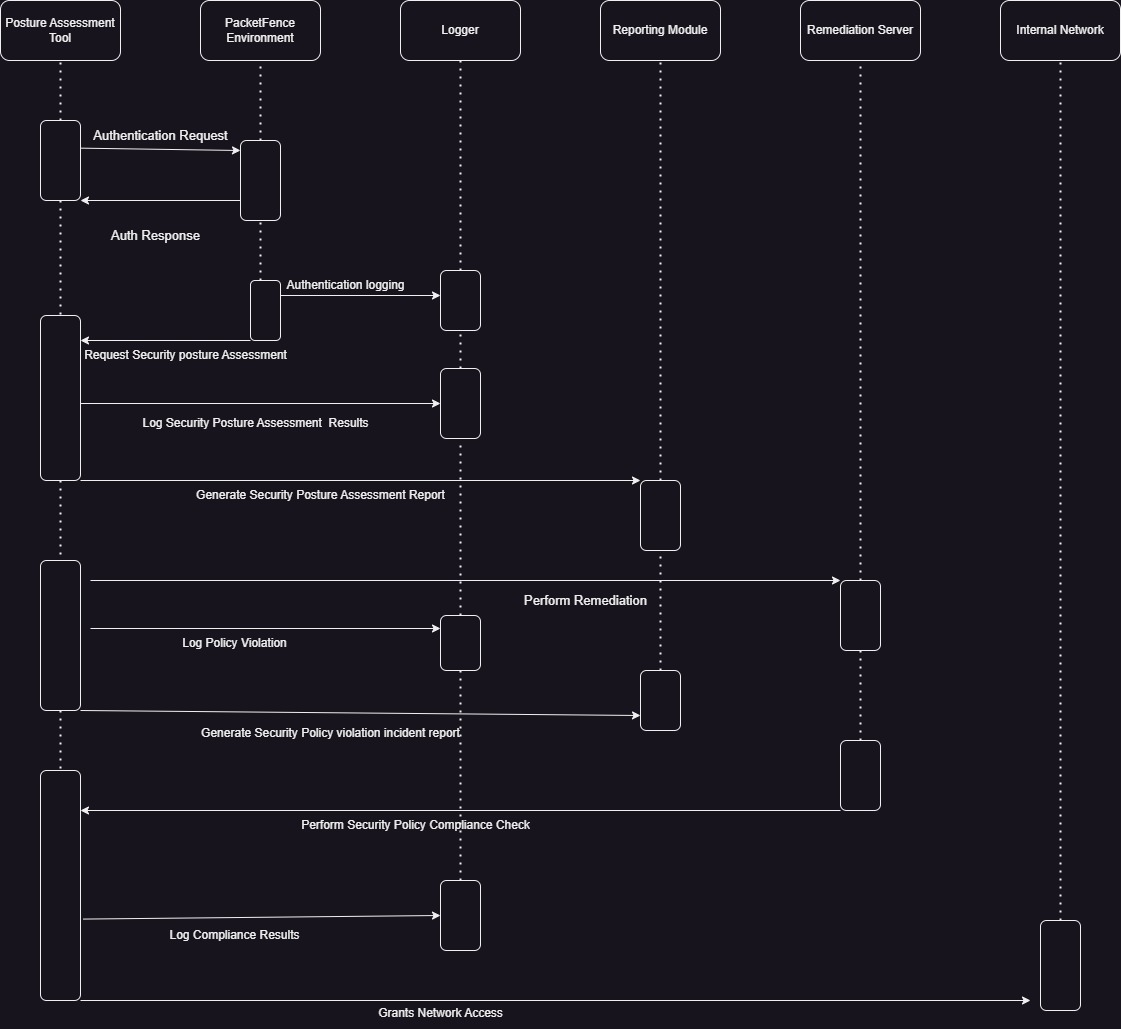 Posture Assessment
Tool
PacketFence
Environment
Logger
Reporting Module
Remediation Server
Internal Network
Authentication Request
Auth Response
Authentication logging
Request Security posture Assessment
Log Security Posture Assessment  Results
Generate Security Posture Assessment Report
Perform Remediation
Log Policy Violation
Generate Security Policy violation incident report
Perform Security Policy Compliance Check
Log Compliance Results
Grants Network Access